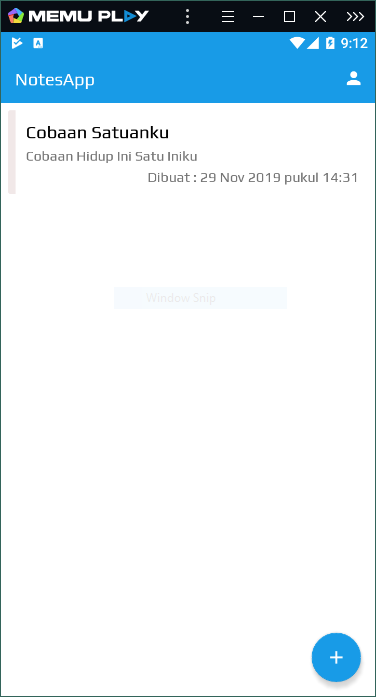 MEMU PLAY
9:12
NotesApp
Cobaan Satuanku
Cobaan Hidup Ini Satu Iniku
Dibuat : 29 Nov 2019 pukul 14:31
Window Snip